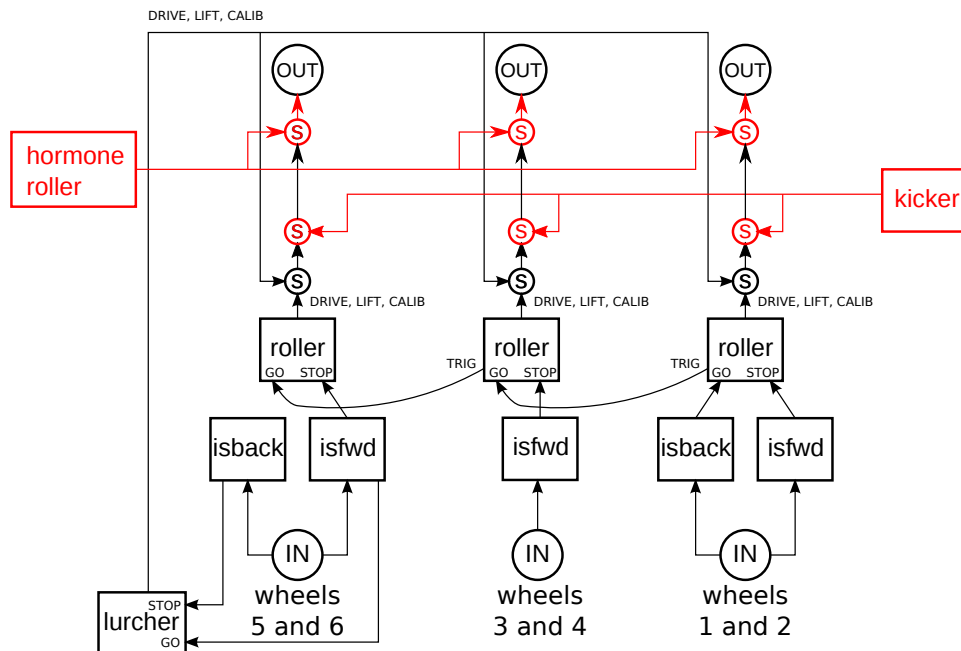 DRIVE, LIFT, CALIB
OUT
OUT
OUT
S
S
S
hormone
roller
kicker
S
S
S
S
S
S
DRIVE, LIFT, CALIB
DRIVE, LIFT, CALIB
DRIVE, LIFT, CALIB
roller
GO STOP
TRIG
roller
GO STOP
TRIG
roller
GO STOP
isback
isfwd
isfwd
isback
isfwd
IN
IN
IN
wheels
5 and 6
wheels
3 and 4
wheels
1 and 2
STOP
lurcher
GO